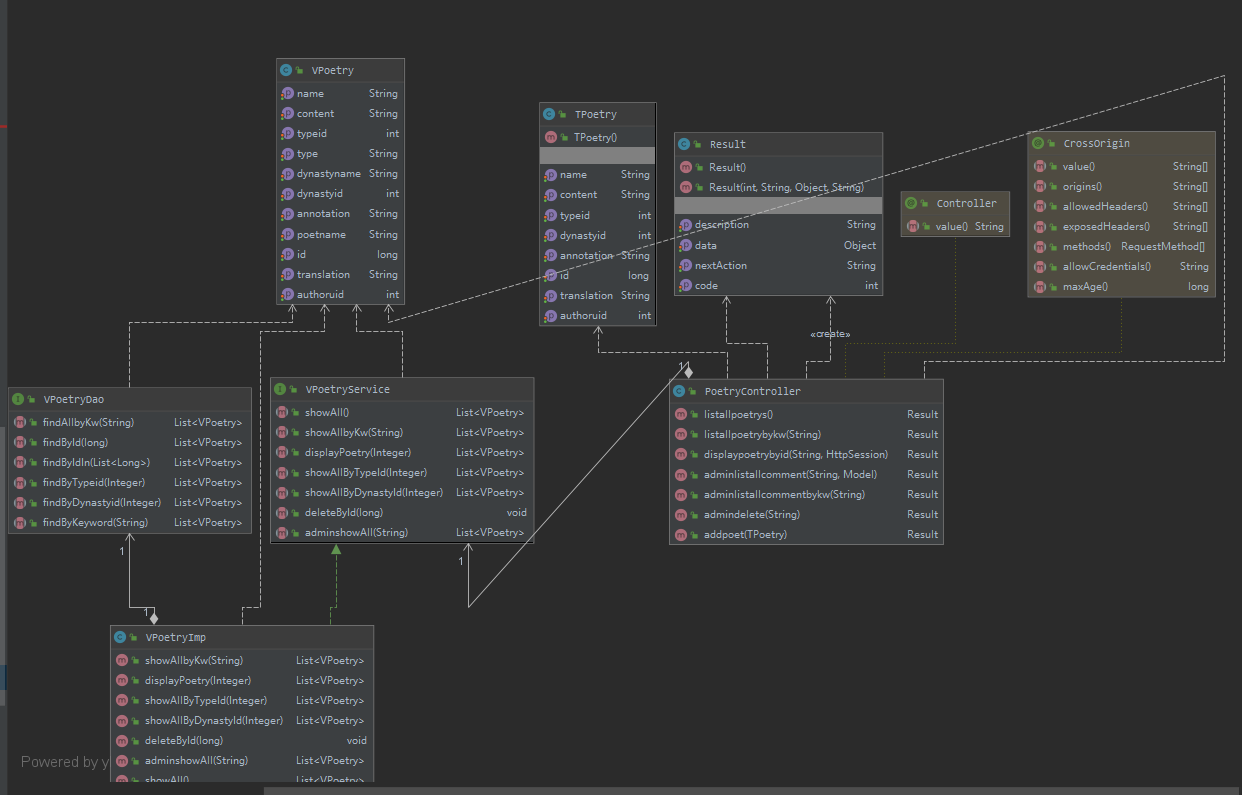 VPoetry
name String
content String
typeid int
type String
dynastyname String
dynastyid int
annotation String
poetname String
id long
translation String
authoruid int
TPoetry
TPoetry()
name String
content String
typeid int
dynastyid int
annotation String
id long
translation String
authoruid int
Result
Result()
Result(int, String, Object, String)
description String
data Object
nextAction String
code int
Controller
value() String
CrossOrigin
value() String[]
origins() String[]
allowedHeaders() String[]
exposedHeaders() String[]
methods() RequestMethod[]
allowCredentials() String
maxAge() long
«create»
VPoetryDao
findAllbyKw(String) List<VPoetry>
findById(long) List<VPoetry>
findByIdIn(List<Long>) List<VPoetry>
findByTypeid(Integer) List<VPoetry>
findByDynastyid(Integer) List<VPoetry>
findByKeyword(String) List<VPoetry>
VPoetryService
showAll() List<VPoetry>
showAllbyKw(String) List<VPoetry>
displayPoetry(Integer) List<VPoetry>
showAllByTypeId(Integer) List<VPoetry>
showAllByDynastyId(Integer) List<VPoetry>
deleteById(long) void
adminshowAll(String) List<VPoetry>
1
PoetryController
listallpoetrys() Result
listallpoetrybykw(String) Result
displaypoetrybyid(String, HttpSession) Result
adminlistallcomment(String, Model) Result
adminlistallcommentbykw(String) Result
admindelete(String) Result
addpoet(TPoetry) Result
1
1
1
VPoetryImp
showAllbyKw(String) List<VPoetry>
displayPoetry(Integer) List<VPoetry>
showAllByTypeId(Integer) List<VPoetry>
showAllByDynastyId(Integer) List<VPoetry>
deleteById(long) void
adminshowAll(String) List<VPoetry>
showAll() List<VPoetry>
Powered by y